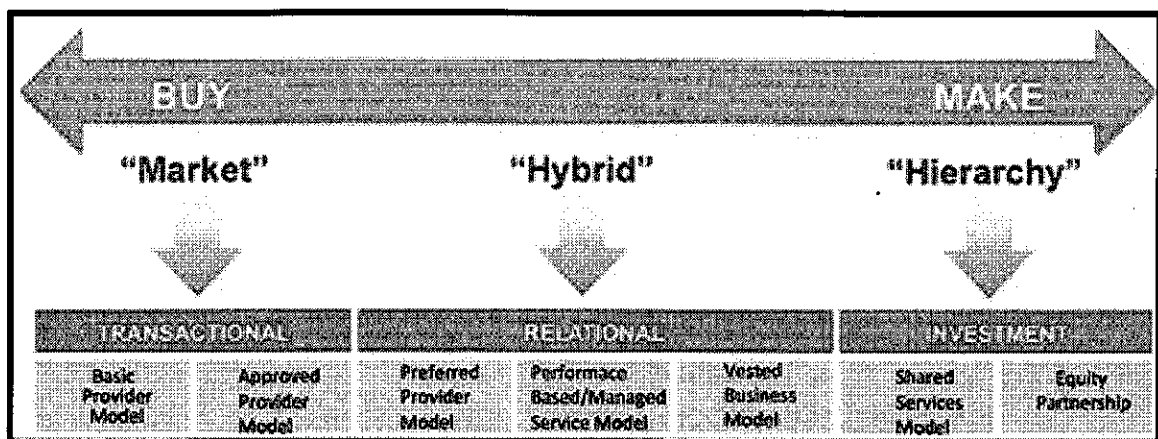 BUY MAKE
“Market” “Hybrid” “Hierarchy”
TRANSACTIONAL RELATIONAL INVESTMENT
Basic
Provider
Model
Approved
Provider
Model
Preferred
Provider
Model
Performace
Based/Managed
Service Model
Vested
Business
Model
Shared
Services
Model
Equity
Partnership